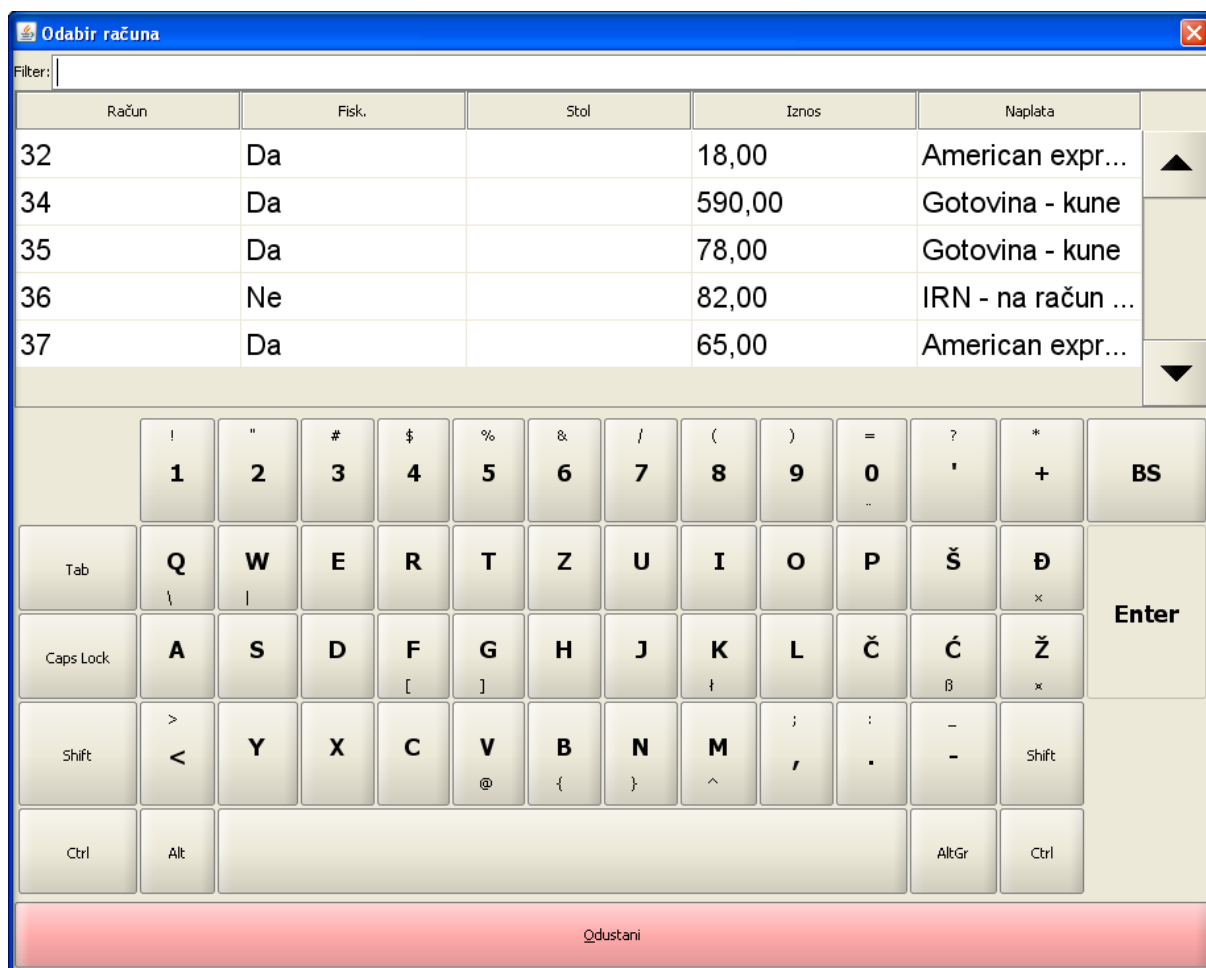 Odabir računa
Filter:
Račun Fisk. Stol Iznos Naplata
32 Da 18,00 American expr...
34 Da 590,00 Gotovina - kune
35 Da 78,00 Gotovina - kune
36 Ne 82,00 IRN - na račun ...
37 Da 65,00 American expr...
! " # $ % & / ( ) = ? *
1 2 3 4 5 6 7 8 9 0 ' + BS
¨
Tab Q W E R T Z U I O P Š Đ
\ | ×
Enter
Caps Lock A S D F G H J K L Č Ć Ž
[ ] ł ß ¤
> ; : _
Shift < Y X C V B N M , . - Shift
@ { } ^
Ctrl Alt AltGr Ctrl
Odustani